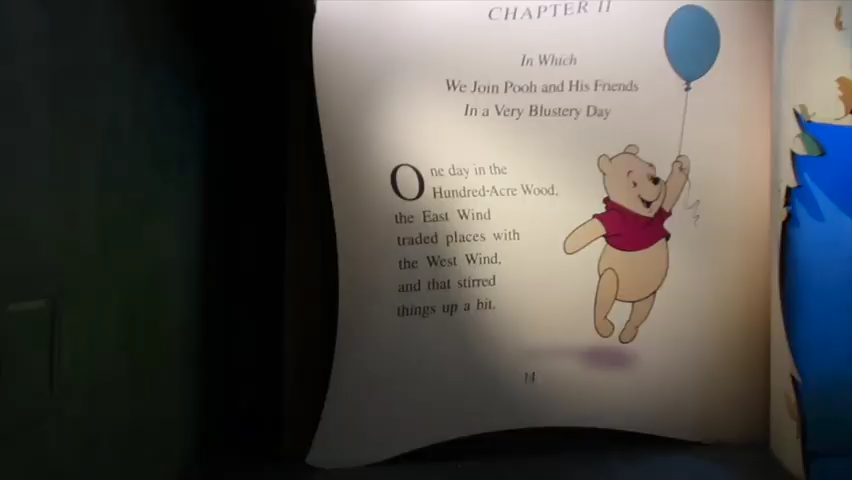 CHAPTER II
In Which
We Join Pooh and His Friends
In a Very Blustery Day
One day in the
Hundred-Acre Wood,
the East Wind
traded places with
the West Wind,
and that stirred
things up a bit.
14